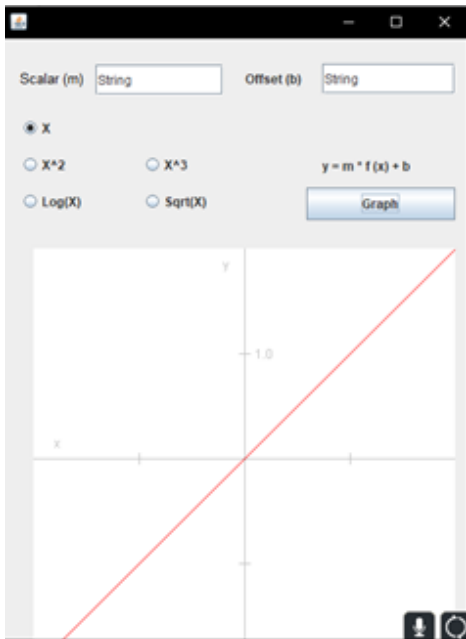 Scalar (m) String Offset (b) String
X
X^2 X^3 y = m * f (x) + b
Log(X) Sqrt(X) Graph
y
1.0
x